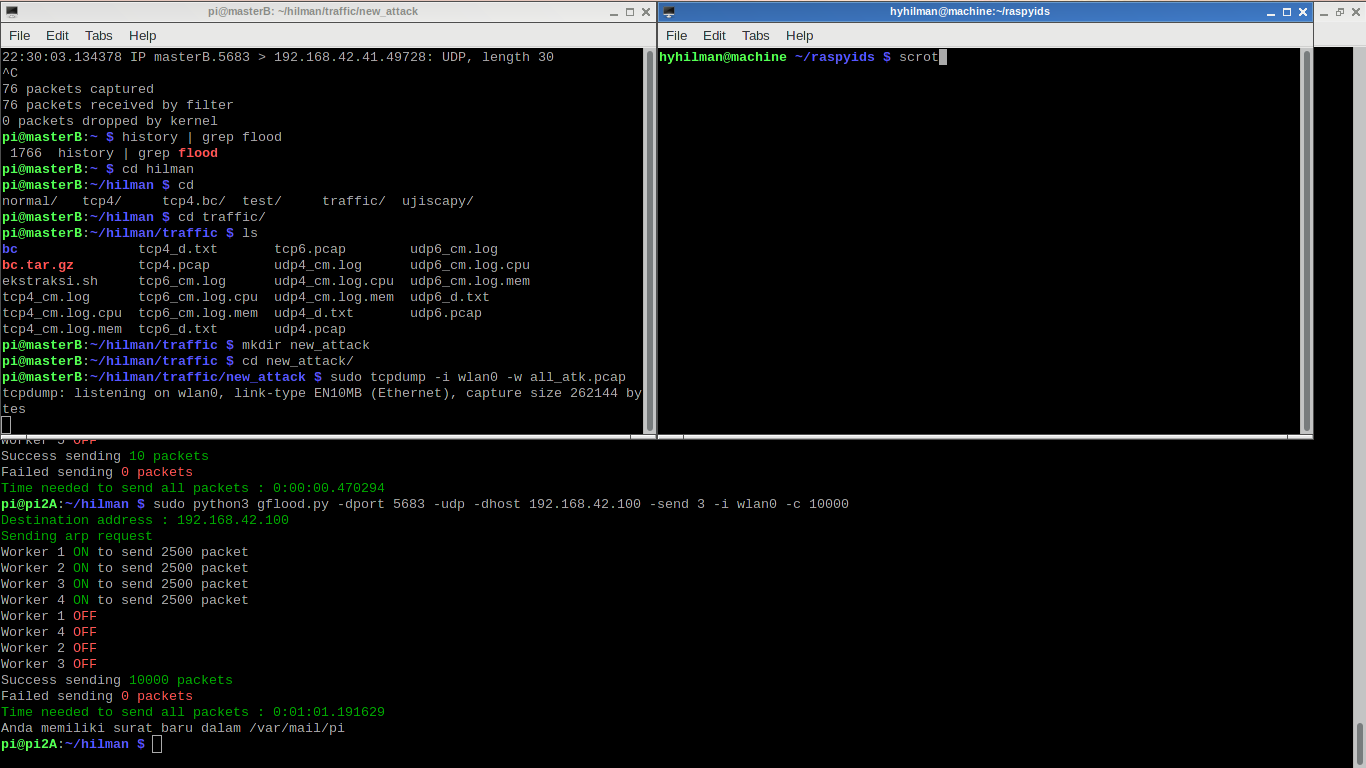 pi@masterB: ~/hilman/traffic/new_attack
File Edit Tabs Help
22:30:03.134378 IP masterB.5683 > 192.168.42.41.49728: UDP, length 30
^C
76 packets captured
76 packets received by filter
0 packets dropped by kernel
pi@masterB:~ $ history | grep flood
 1766  history | grep flood
pi@masterB:~ $ cd hilman
pi@masterB:~/hilman $ cd
normal/   tcp4/     tcp4.bc/  test/     traffic/  ujiscapy/
pi@masterB:~/hilman $ cd traffic/
pi@masterB:~/hilman/traffic $ ls
bc               tcp4_d.txt       tcp6.pcap        udp6_cm.log
bc.tar.gz        tcp4.pcap        udp4_cm.log      udp6_cm.log.cpu
ekstraksi.sh     tcp6_cm.log      udp4_cm.log.cpu  udp6_cm.log.mem
tcp4_cm.log      tcp6_cm.log.cpu  udp4_cm.log.mem  udp6_d.txt
tcp4_cm.log.cpu  tcp6_cm.log.mem  udp4_d.txt       udp6.pcap
tcp4_cm.log.mem  tcp6_d.txt       udp4.pcap
pi@masterB:~/hilman/traffic $ mkdir new_attack
pi@masterB:~/hilman/traffic $ cd new_attack/
pi@masterB:~/hilman/traffic/new_attack $ sudo tcpdump -i wlan0 -w all_atk.pcap
tcpdump: listening on wlan0, link-type EN10MB (Ethernet), capture size 262144 by
tes
hyhilman@machine:~/raspyids
File Edit Tabs Help
hyhilman@machine ~/raspyids $ scrot
Worker 3 OFF
Success sending 10 packets
Failed sending 0 packets
Time needed to send all packets : 0:00:00.470294
pi@pi2A:~/hilman $ sudo python3 gflood.py -dport 5683 -udp -dhost 192.168.42.100 -send 3 -i wlan0 -c 10000
Destination address : 192.168.42.100
Sending arp request
Worker 1 ON to send 2500 packet
Worker 2 ON to send 2500 packet
Worker 3 ON to send 2500 packet
Worker 4 ON to send 2500 packet
Worker 1 OFF
Worker 4 OFF
Worker 2 OFF
Worker 3 OFF
Success sending 10000 packets
Failed sending 0 packets
Time needed to send all packets : 0:01:01.191629
Anda memiliki surat baru dalam /var/mail/pi
pi@pi2A:~/hilman $